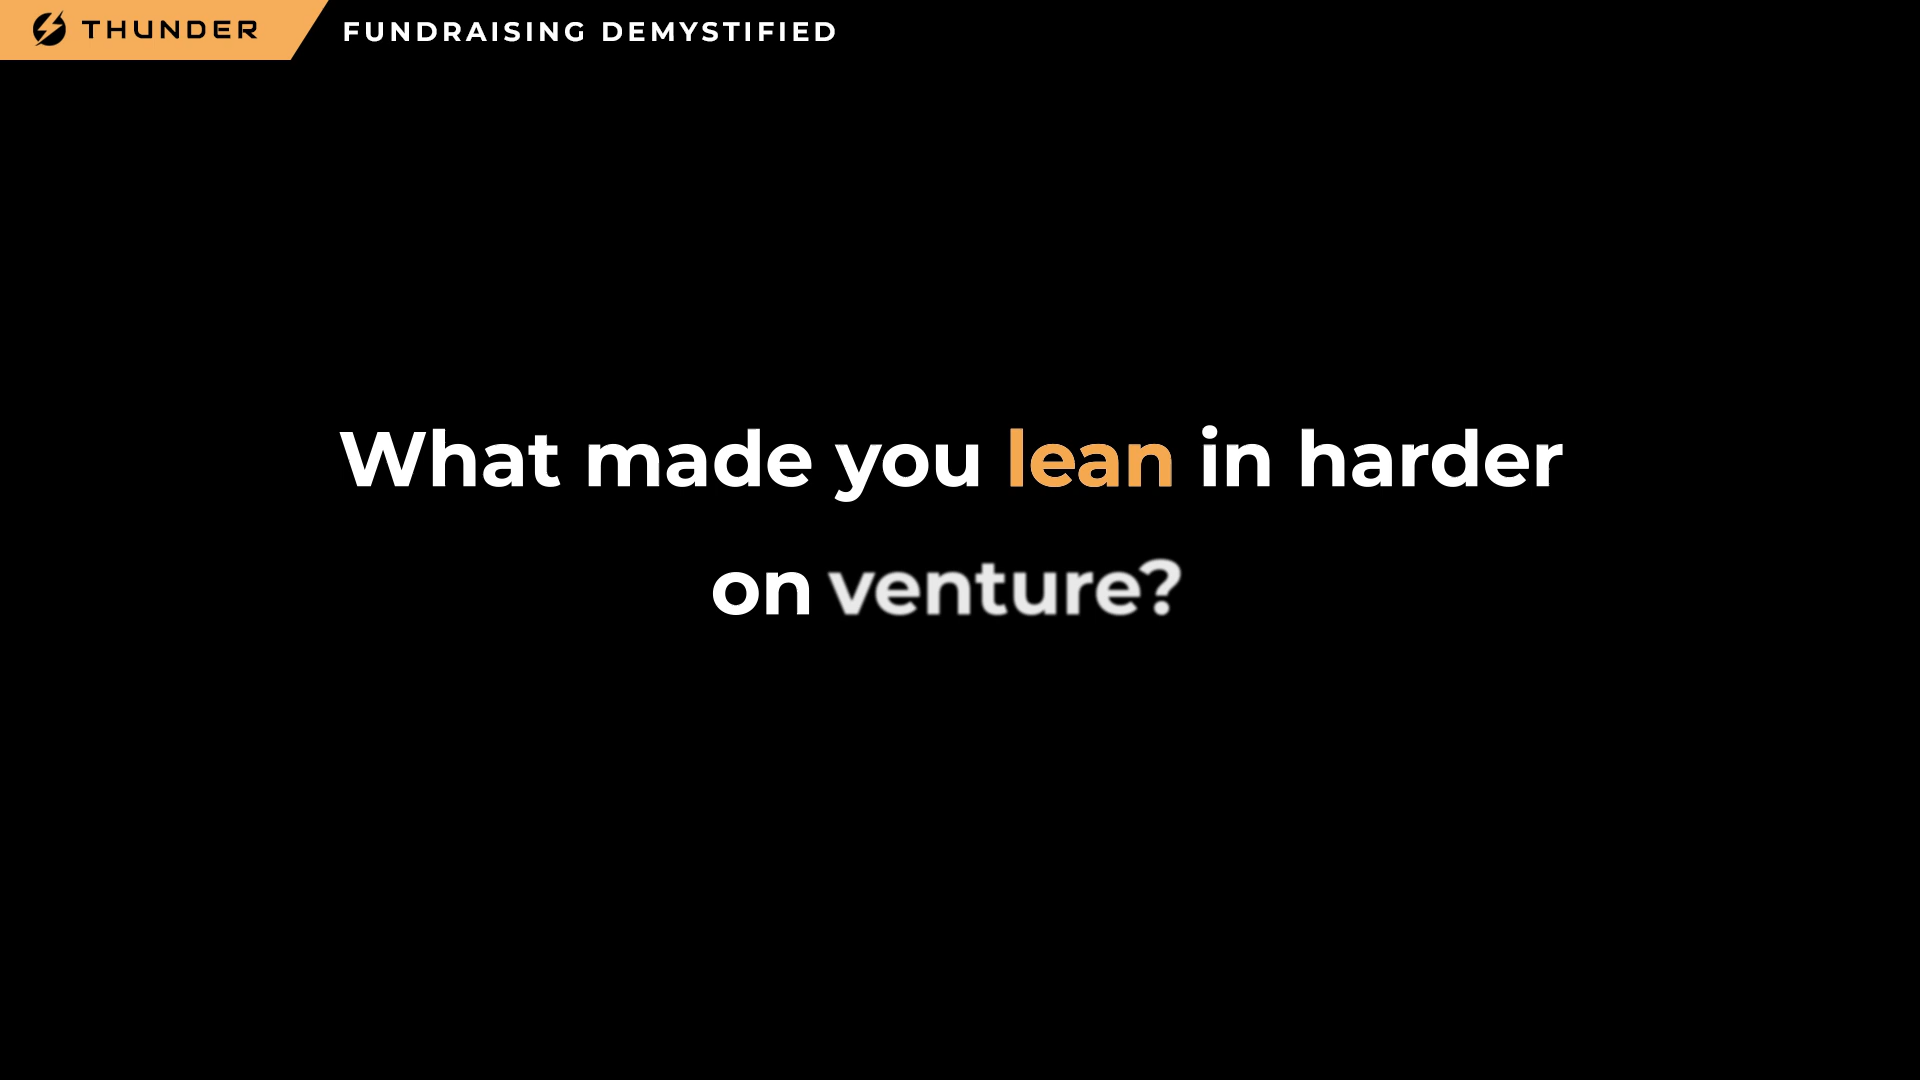 THUNDER
FUNDRAISING DEMYSTIFIED
What made you lean in harder
on venture?